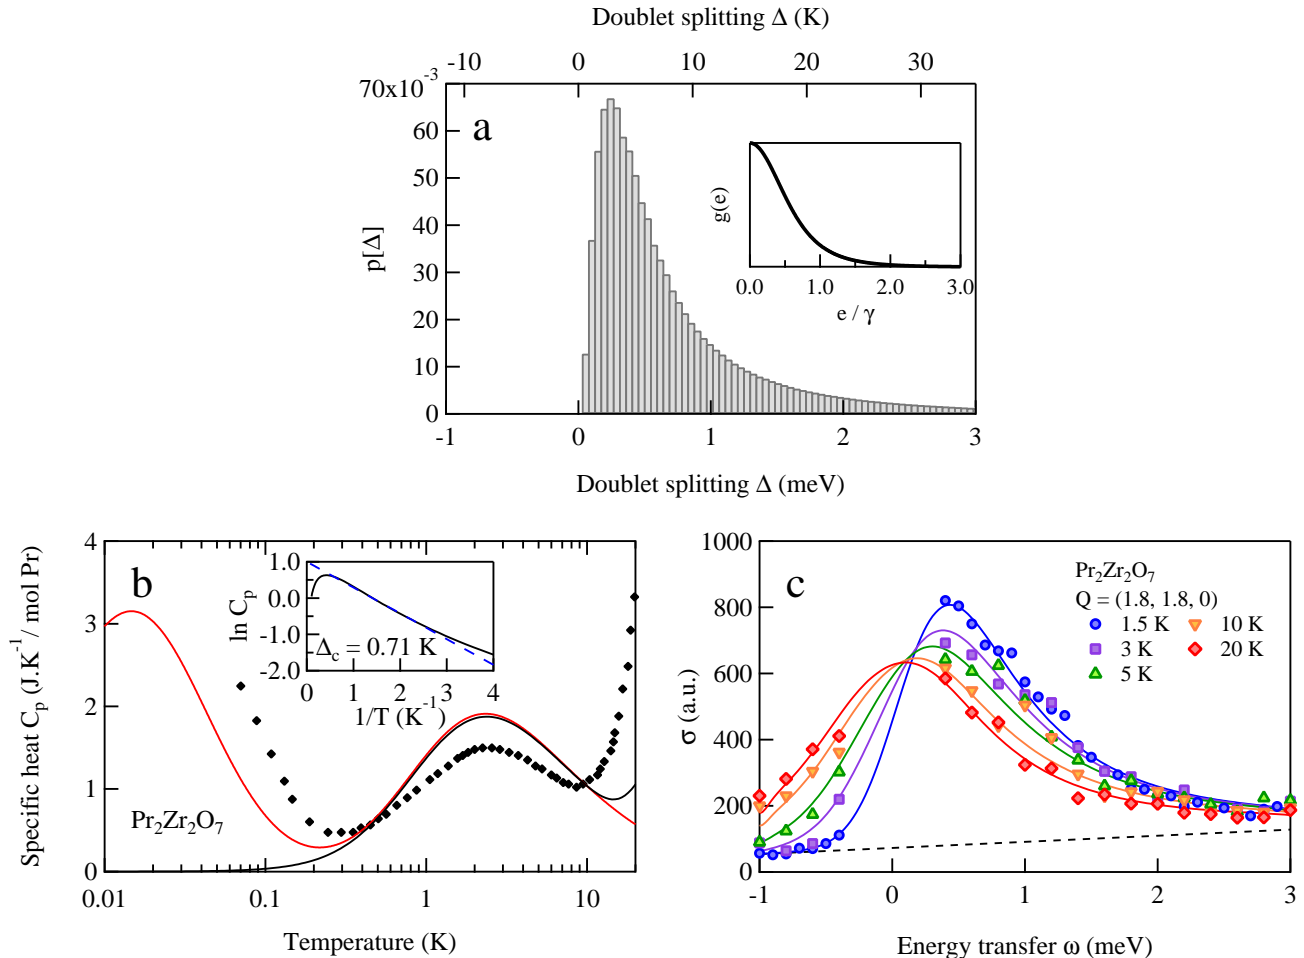 Doublet splitting Δ (K)
-10 0 10 20 30
70x10⁻³
60
50
40
30
20
10
0
p[Δ]
a
g(e)
0.0 1.0 2.0 3.0
e / γ
-1 0 1 2 3
Doublet splitting Δ (meV)
4
3
2
1
0
Specific heat Cₚ (J.K⁻¹/ mol Pr)
b
1.0
0.0
-1.0
-2.0
ln Cₚ
Δ_c = 0.71 K
0 1 2 3 4
1/T (K⁻¹)
Pr₂Zr₂O₇
0.01 0.1 1 10
Temperature (K)
1000
800
600
400
200
0
σ (a.u.)
c
Pr₂Zr₂O₇
Q = (1.8, 1.8, 0)
1.5 K 10 K
3 K 20 K
5 K
-1 0 1 2 3
Energy transfer ω (meV)